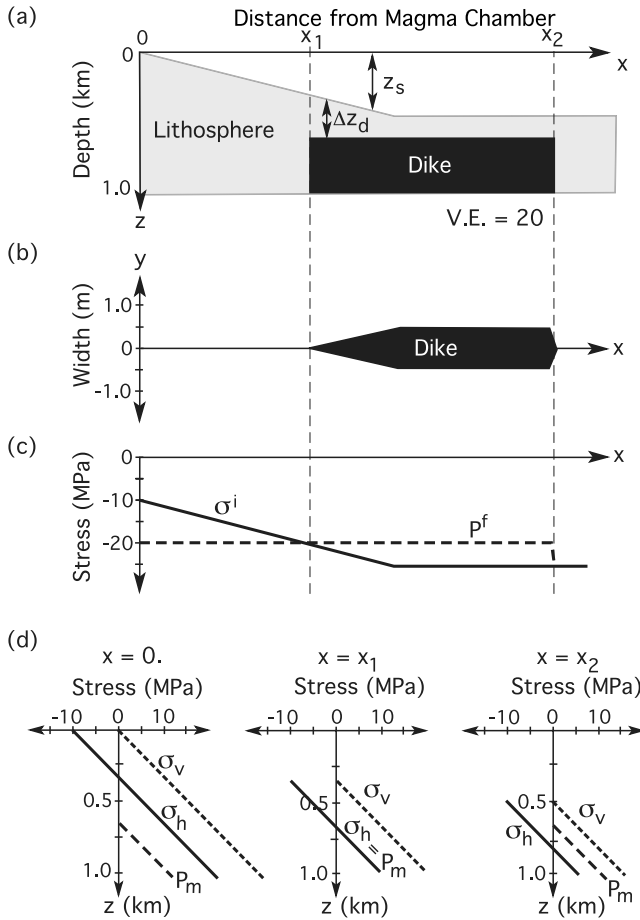 (a)
Distance from Magma Chamber
0
x1
x2
x
0
zs
Δzd
Lithosphere
Dike
Depth (km)
1.0
z
V.E. = 20
(b)
y
1.0
0
-1.0
Width (m)
Dike
x
(c)
0
x
-10
-20
Stress (MPa)
σi
Pf
(d)
x = 0.
x = x1
x = x2
Stress (MPa)
Stress (MPa)
Stress (MPa)
-10 0 10
-10 0 10
-10 0 10
σv
σv
σv
0.5
0.5
0.5
σh
σh = Pm
σh
Pm
Pm
1.0
1.0
1.0
z (km)
z (km)
z (km)